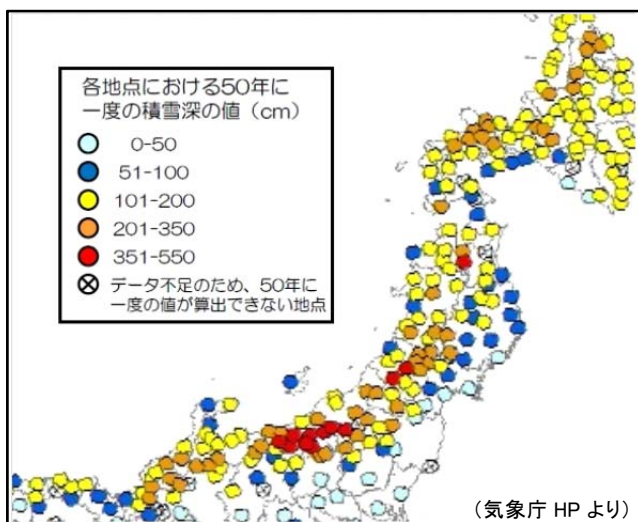 各地点における50年に
一度の積雪深の値（cm）
0-50
51-100
101-200
201-350
351-550
データ不足のため、50年に
一度の値が算出できない地点
（気象庁 HP より）